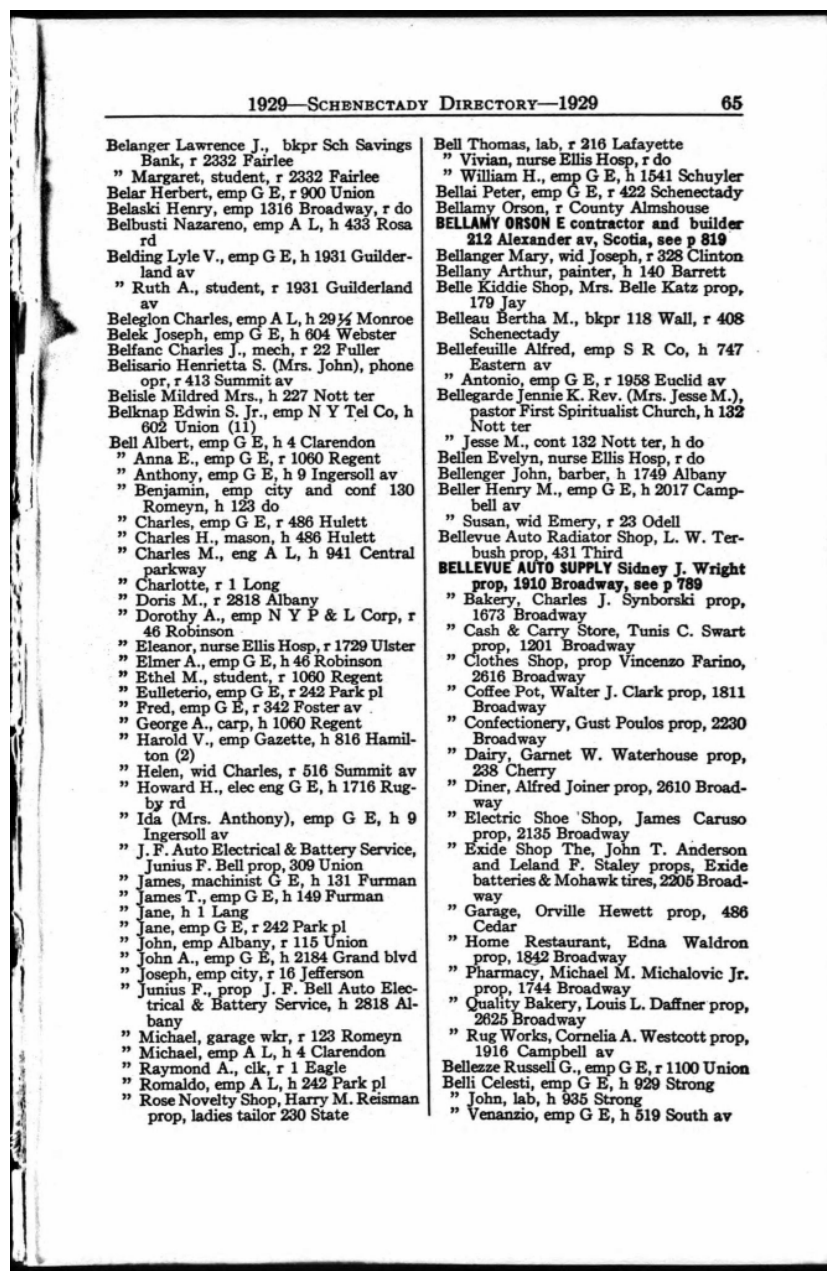 1929—SCHENECTADY DIRECTORY—1929 65
Belanger Lawrence J., bkpr Sch Savings
Bank, r 2332 Fairlee
" Margaret, student, r 2332 Fairlee
Belar Herbert, emp G E, r 900 Union
Belaski Henry, emp 1316 Broadway, r do
Belbusti Nazareno, emp A L, h 433 Rosa
rd
Belding Lyle V., emp G E, h 1931 Guilder-
land av
" Ruth A., student, r 1931 Guilderland
av
Beleglon Charles, emp A L, h 29½ Monroe
Belek Joseph, emp G E, h 604 Webster
Belfanc Charles J., mech, r 22 Fuller
Belisario Henrietta S. (Mrs. John), phone
opr, r 413 Summit av
Belisle Mildred Mrs., h 227 Nott ter
Belknap Edwin S. Jr., emp N Y Tel Co, h
602 Union (11)
Bell Albert, emp G E, h 4 Clarendon
" Anna E., emp G E, r 1060 Regent
" Anthony, emp G E, h 9 Ingersoll av
" Benjamin, emp city and conf 130
Romeyn, h 123 do
" Charles, emp G E, r 486 Hulett
" Charles H., mason, h 486 Hulett
" Charles M., eng A L, h 941 Central
parkway
" Charlotte, r 1 Long
" Doris M., r 2818 Albany
" Dorothy A., emp N Y P & L Corp, r
46 Robinson
" Eleanor, nurse Ellis Hosp, r 1729 Ulster
" Elmer A., emp G E, h 46 Robinson
" Ethel M., student, r 1060 Regent
" Eulleterio, emp G E, r 242 Park pl
" Fred, emp G E, r 342 Foster av
" George A., carp, h 1060 Regent
" Harold V., emp Gazette, h 816 Hamil-
ton (2)
" Helen, wid Charles, r 516 Summit av
" Howard H., elec eng G E, h 1716 Rug-
by rd
" Ida (Mrs. Anthony), emp G E, h 9
Ingersoll av
" J. F. Auto Electrical & Battery Service,
Junius F. Bell prop, 309 Union
" James, machinist G E, h 131 Furman
" James T., emp G E, h 149 Furman
" Jane, h 1 Lang
" Jane, emp G E, r 242 Park pl
" John, emp Albany, r 115 Union
" John A., emp G E, h 2184 Grand blvd
" Joseph, emp city, r 16 Jefferson
" Junius F., prop J. F. Bell Auto Elec-
trical & Battery Service, h 2818 Al-
bany
" Michael, garage wkr, r 123 Romeyn
" Michael, emp A L, h 4 Clarendon
" Raymond A., clk, r 1 Eagle
" Romaldo, emp A L, h 242 Park pl
" Rose Novelty Shop, Harry M. Reisman
prop, ladies tailor 230 State
Bell Thomas, lab, r 216 Lafayette
" Vivian, nurse Ellis Hosp, r do
" William H., emp G E, h 1541 Schuyler
Bellai Peter, emp G E, r 422 Schenectady
Bellamy Orson, r County Almshouse
BELLAMY ORSON E contractor and builder
212 Alexander av, Scotia, see p 819
Bellanger Mary, wid Joseph, r 328 Clinton
Bellany Arthur, painter, h 140 Barrett
Belle Kiddie Shop, Mrs. Belle Katz prop,
179 Jay
Belleau Bertha M., bkpr 118 Wall, r 408
Schenectady
Bellefeuille Alfred, emp S R Co, h 747
Eastern av
" Antonio, emp G E, r 1958 Euclid av
Bellegarde Jennie K. Rev. (Mrs. Jesse M.),
pastor First Spiritualist Church, h 132
Nott ter
" Jesse M., cont 132 Nott ter, h do
Bellen Evelyn, nurse Ellis Hosp, r do
Bellenger John, barber, h 1749 Albany
Beller Henry M., emp G E, h 2017 Camp-
bell av
" Susan, wid Emery, r 23 Odell
Bellevue Auto Radiator Shop, L. W. Ter-
bush prop, 431 Third
BELLEVUE AUTO SUPPLY Sidney J. Wright
prop, 1910 Broadway, see p 789
" Bakery, Charles J. Synborski prop,
1673 Broadway
" Cash & Carry Store, Tunis C. Swart
prop, 1201 Broadway
" Clothes Shop, prop Vincenzo Farino,
2616 Broadway
" Coffee Pot, Walter J. Clark prop, 1811
Broadway
" Confectionery, Gust Poulos prop, 2230
Broadway
" Dairy, Garnet W. Waterhouse prop,
238 Cherry
" Diner, Alfred Joiner prop, 2610 Broad-
way
" Electric Shoe Shop, James Caruso
prop, 2135 Broadway
" Exide Shop The, John T. Anderson
and Leland F. Staley props, Exide
batteries & Mohawk tires, 2205 Broad-
way
" Garage, Orville Hewett prop, 486
Cedar
" Home Restaurant, Edna Waldron
prop, 1842 Broadway
" Pharmacy, Michael M. Michalovic Jr.
prop, 1744 Broadway
" Quality Bakery, Louis L. Daffner prop,
2625 Broadway
" Rug Works, Cornelia A. Westcott prop,
1916 Campbell av
Bellezze Russell G., emp G E, r 1100 Union
Belli Celesti, emp G E, h 929 Strong
" John, lab, h 935 Strong
" Venanzio, emp G E, h 519 South av